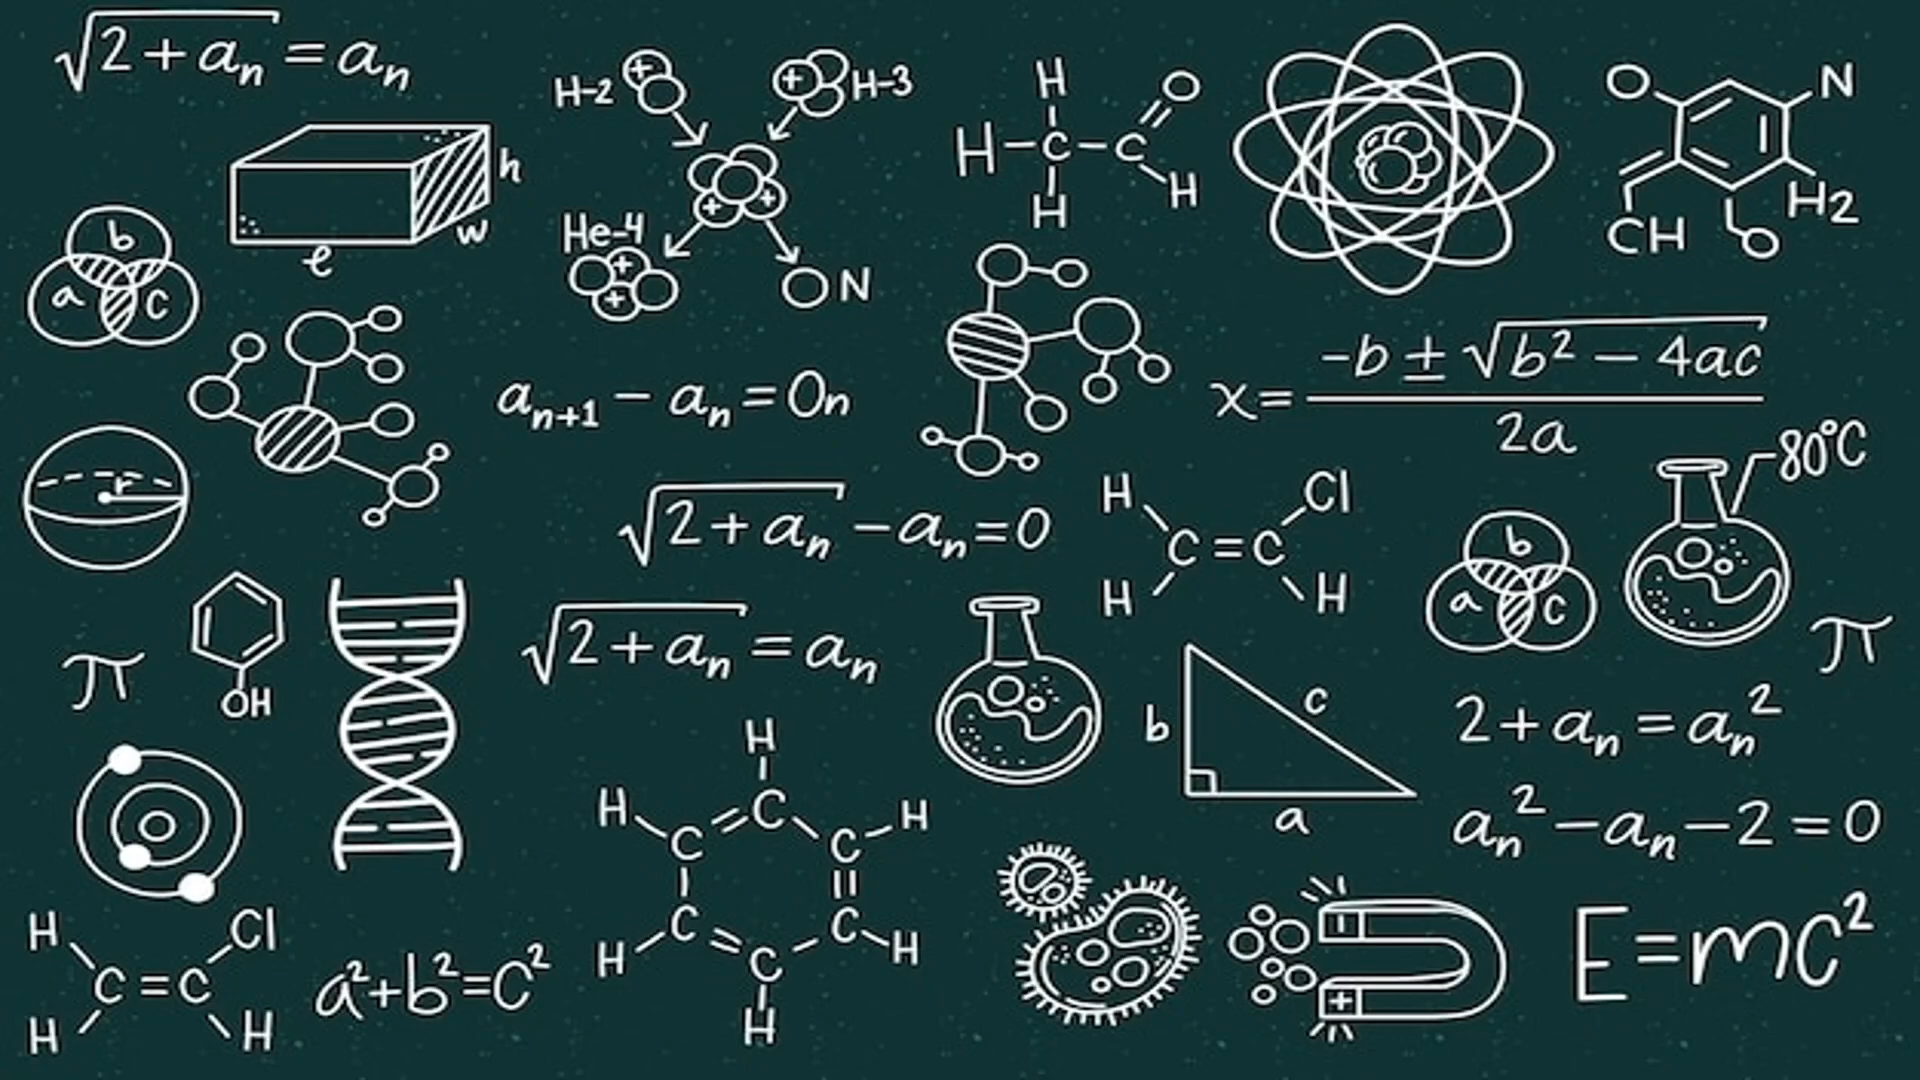 √2+aₙ = aₙ
H-2
H-3
H
H-C-C
O
H
H
O
N
CH
H2
O
h
w
e
He-4
N
b
a
c
aₙ₊₁ - aₙ = 0n
x= -b ± √b² - 4ac
2a
80°C
r
√2+aₙ - aₙ = 0
H
Cl
C=C
H
H
b
a
c
π
OH
√2+aₙ = aₙ
π
b
c
a
2+aₙ = aₙ²
aₙ² - aₙ - 2 = 0
H
H
C
H
C
C
H
C
C
H
C
H
H
H
Cl
C=C
H
H
a²+b²=c²
E=mc²